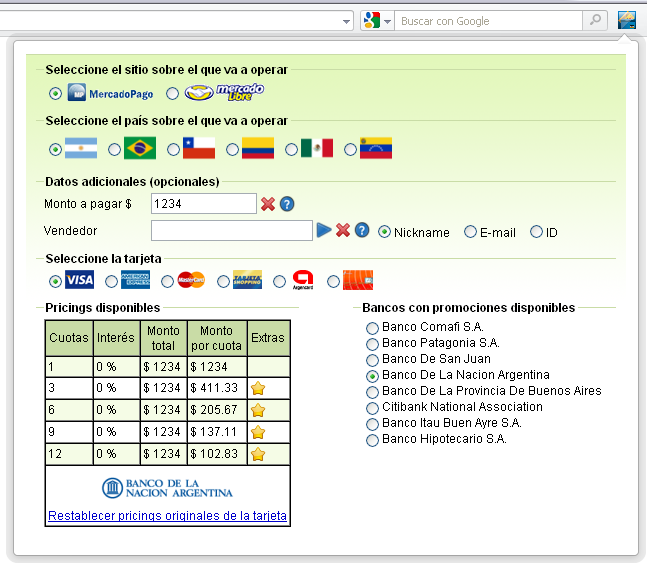 Buscar con Google
Seleccione el sitio sobre el que va a operar
MP MercadoPago mercado libre
Seleccione el país sobre el que va a operar
Datos adicionales (opcionales)
Monto a pagar $ 1234
Vendedor Nickname E-mail ID
Seleccione la tarjeta
VISA AMERICAN EXPRESS MasterCard TARJETA SHOPPING Argencard
Pricings disponibles
Cuotas Interés Monto total Monto por cuota Extras
1 0 % $ 1234 $ 1234
3 0 % $ 1234 $ 411.33
6 0 % $ 1234 $ 205.67
9 0 % $ 1234 $ 137.11
12 0 % $ 1234 $ 102.83
BANCO DE LA
NACION ARGENTINA
Restablecer pricings originales de la tarjeta
Bancos con promociones disponibles
Banco Comafi S.A.
Banco Patagonia S.A.
Banco De San Juan
Banco De La Nacion Argentina
Banco De La Provincia De Buenos Aires
Citibank National Association
Banco Itau Buen Ayre S.A.
Banco Hipotecario S.A.